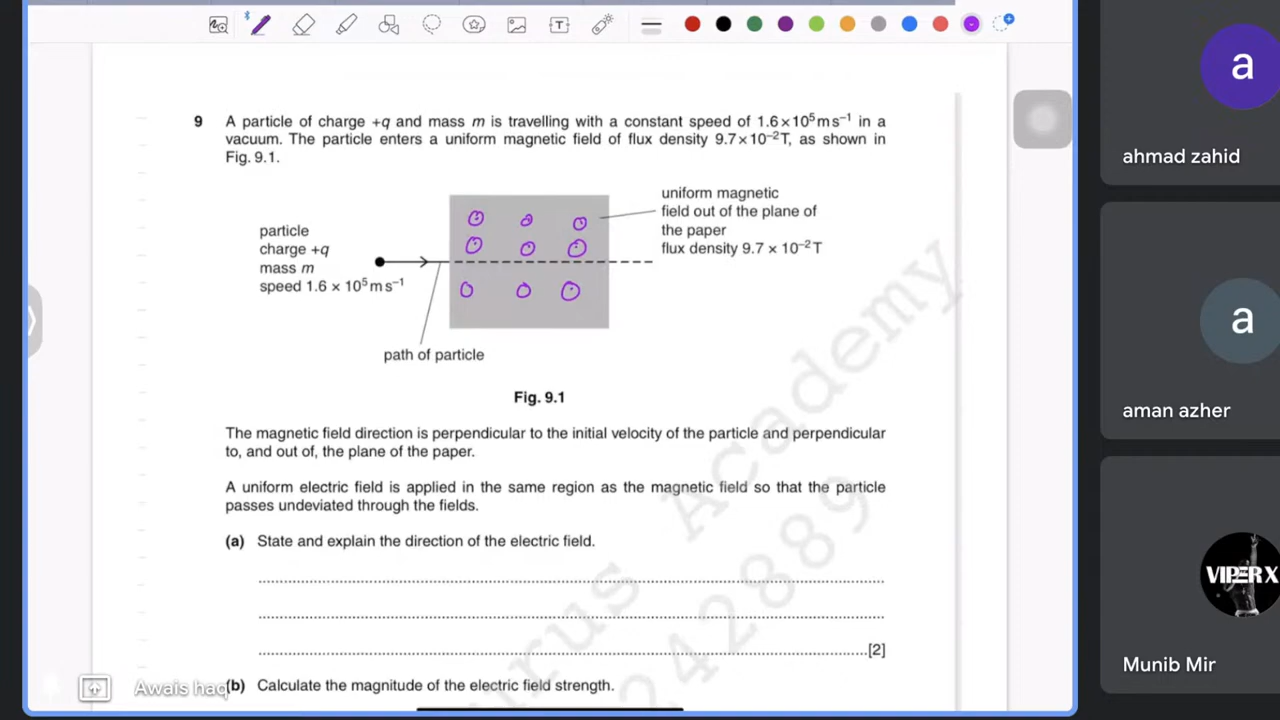 9 A particle of charge +q and mass m is travelling with a constant speed of 1.6×10⁵ms⁻¹ in a
vacuum. The particle enters a uniform magnetic field of flux density 9.7×10⁻²T, as shown in
Fig. 9.1.
uniform magnetic
field out of the plane of
the paper
flux density 9.7 × 10⁻²T
particle
charge +q
mass m
speed 1.6 × 10⁵ms⁻¹
path of particle
Fig. 9.1
The magnetic field direction is perpendicular to the initial velocity of the particle and perpendicular
to, and out of, the plane of the paper.
A uniform electric field is applied in the same region as the magnetic field so that the particle
passes undeviated through the fields.
(a) State and explain the direction of the electric field.
[2]
(b) Calculate the magnitude of the electric field strength.
Awais haq
Academy
242889
a
ahmad zahid
a
aman azher
VIPER X
Munib Mir